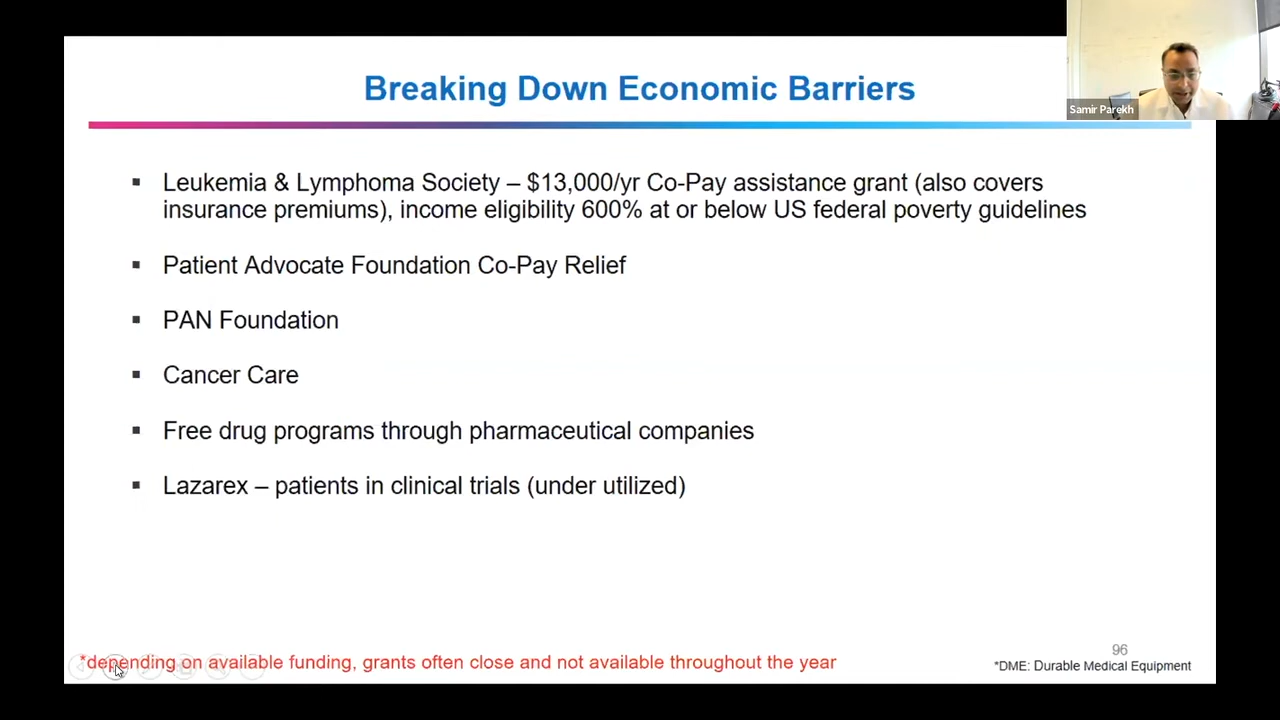 Breaking Down Economic Barriers
Samir Parekh
▪ Leukemia & Lymphoma Society – $13,000/yr Co-Pay assistance grant (also covers
insurance premiums), income eligibility 600% at or below US federal poverty guidelines
▪ Patient Advocate Foundation Co-Pay Relief
▪ PAN Foundation
▪ Cancer Care
▪ Free drug programs through pharmaceutical companies
▪ Lazarex – patients in clinical trials (under utilized)
*depending on available funding, grants often close and not available throughout the year
96
*DME: Durable Medical Equipment